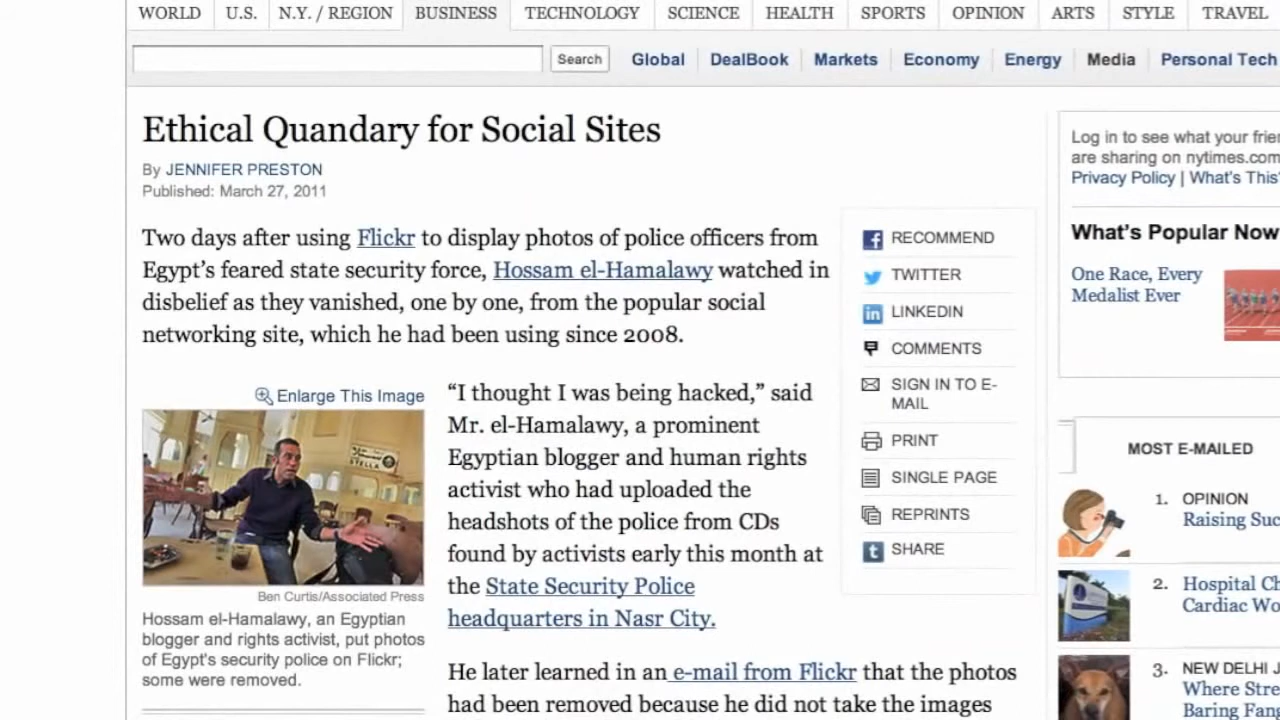 WORLD U.S. N.Y. / REGION BUSINESS TECHNOLOGY SCIENCE HEALTH SPORTS OPINION ARTS STYLE TRAVEL
Search Global DealBook Markets Economy Energy Media Personal Tech
Ethical Quandary for Social Sites
By JENNIFER PRESTON
Published: March 27, 2011
Two days after using Flickr to display photos of police officers from
Egypt’s feared state security force, Hossam el-Hamalawy watched in
disbelief as they vanished, one by one, from the popular social
networking site, which he had been using since 2008.
Enlarge This Image
Ben Curtis/Associated Press
Hossam el-Hamalawy, an Egyptian
blogger and rights activist, put photos
of Egypt's security police on Flickr;
some were removed.
“I thought I was being hacked,” said
Mr. el-Hamalawy, a prominent
Egyptian blogger and human rights
activist who had uploaded the
headshots of the police from CDs
found by activists early this month at
the State Security Police
headquarters in Nasr City.
He later learned in an e-mail from Flickr that the photos
had been removed because he did not take the images
RECOMMEND
TWITTER
LINKEDIN
COMMENTS
SIGN IN TO E-
MAIL
PRINT
SINGLE PAGE
REPRINTS
SHARE
Log in to see what your
are sharing on nytimes.com
Privacy Policy | What’s This
What’s Popular Now
One Race, Every
Medalist Ever
MOST E-MAILED
1. OPINION
Raising
2. Hospital
Cardiac
3. NEW DELHI
Where
Baring